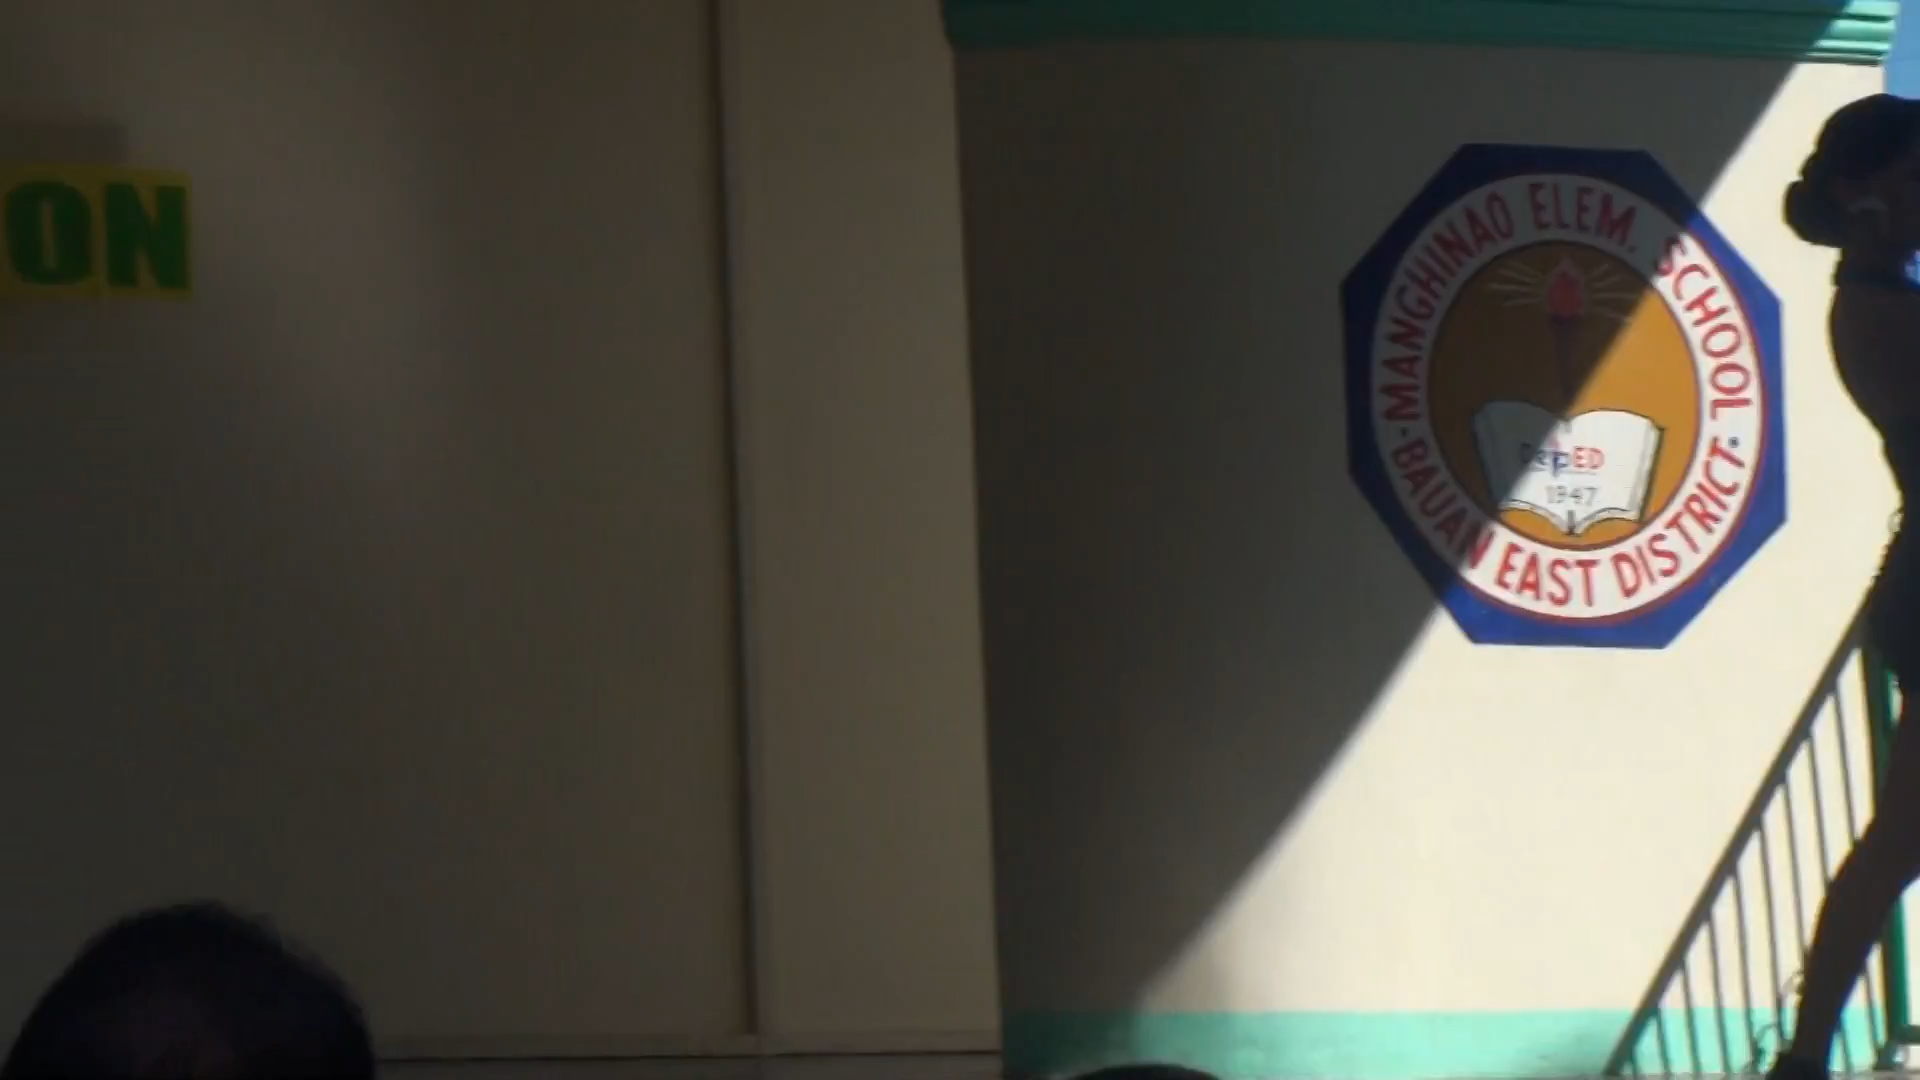 ON
MANGHINAO ELEM. SCHOOL
DepED
1947
BAUAN EAST DISTRICT